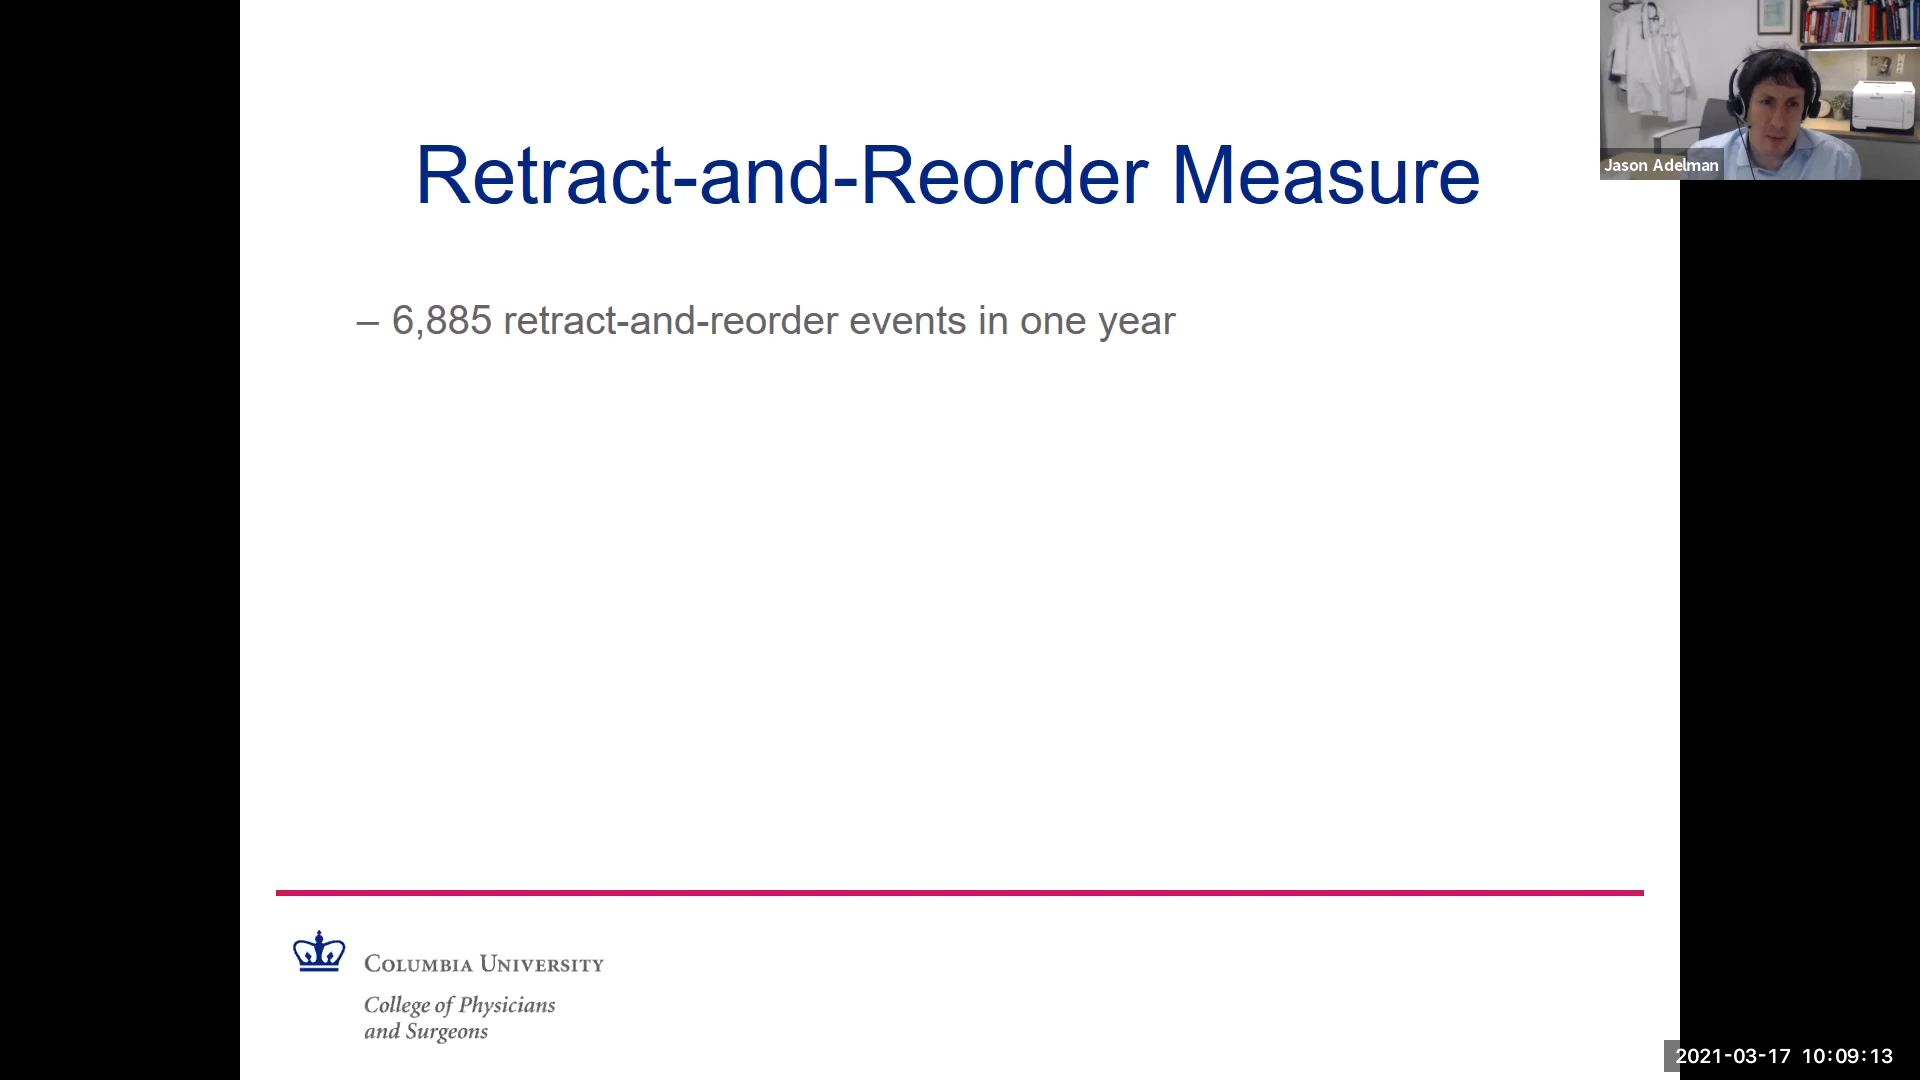 Retract-and-Reorder Measure
Jason Adelman
– 6,885 retract-and-reorder events in one year
COLUMBIA UNIVERSITY
College of Physicians
and Surgeons
2021-03-17 10:09:13